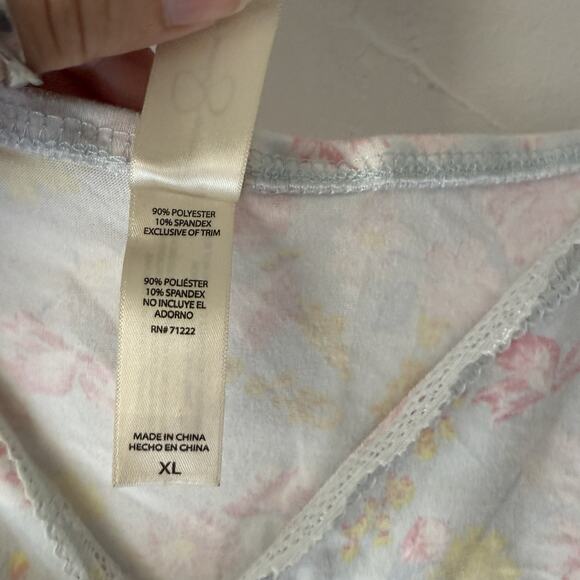 90% POLYESTER
10% SPANDEX
EXCLUSIVE OF TRIM
90% POLIÉSTER
10% SPANDEX
NO INCLUYE EL
ADORNO
RN# 71222
MADE IN CHINA
HECHO EN CHINA
XL